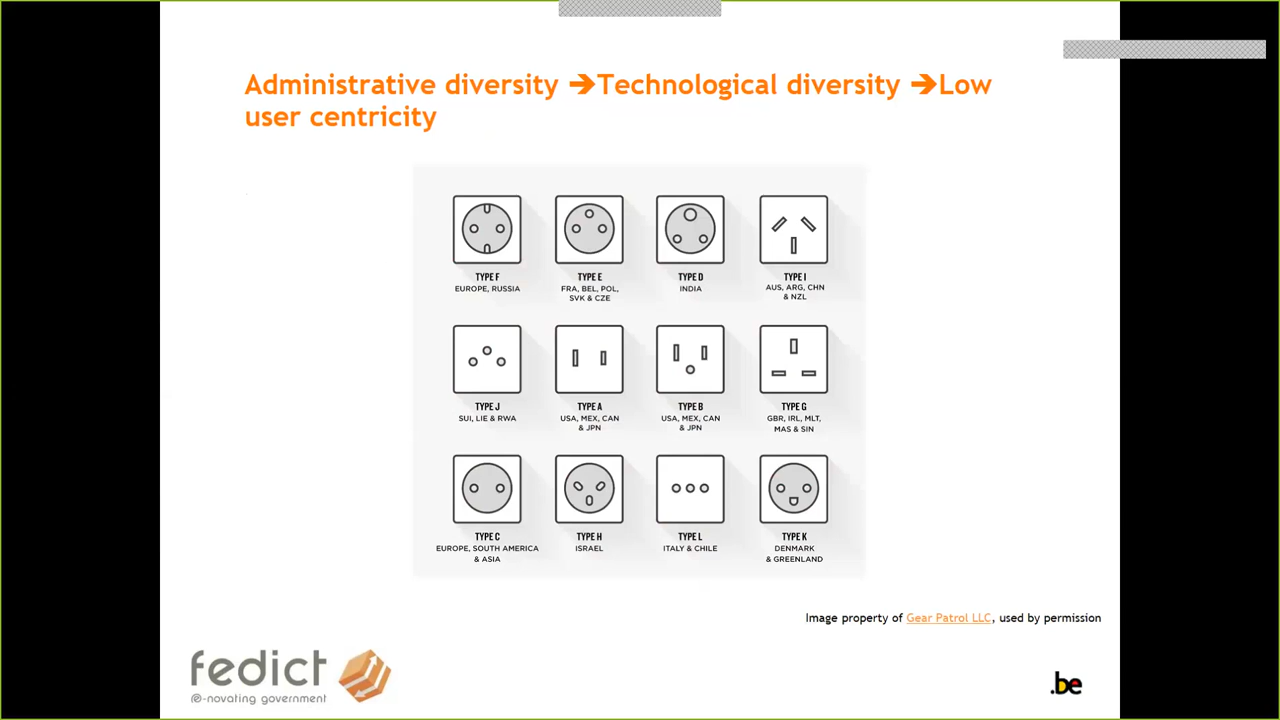 Administrative diversity ➔Technological diversity ➔Low
user centricity
TYPE F
EUROPE, RUSSIA
TYPE E
FRA, BEL, POL,
SVK & CZE
TYPE D
INDIA
TYPE I
AUS, ARG, CHN
& NZL
TYPE J
SUI, LIE & RWA
TYPE A
USA, MEX, CAN
& JPN
TYPE B
USA, MEX, CAN
& JPN
TYPE G
GBR, IRL, MLT,
MAS & SIN
TYPE C
EUROPE, SOUTH AMERICA
& ASIA
TYPE H
ISRAEL
TYPE L
ITALY & CHILE
TYPE K
DENMARK
& GREENLAND
Image property of Gear Patrol LLC, used by permission
fedict
e-novating government
.be